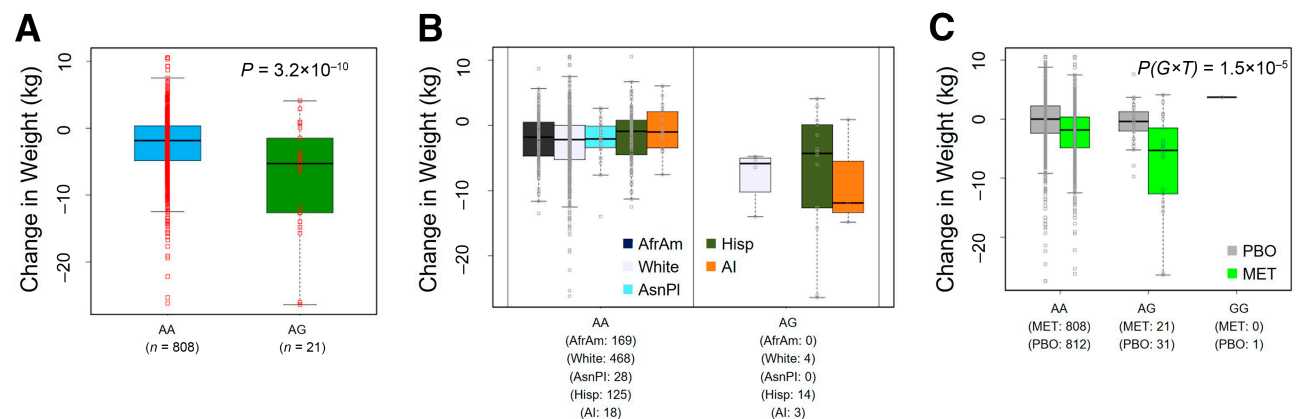 A
Change in Weight (kg)
10
0
−10
−20
P = 3.2×10⁻¹⁰
AA
(n = 808)
AG
(n = 21)
B
Change in Weight (kg)
10
0
−10
−20
AfrAm
White
AsnPI
Hisp
AI
AA
(AfrAm: 169)
(White: 468)
(AsnPI: 28)
(Hisp: 125)
(AI: 18)
AG
(AfrAm: 0)
(White: 4)
(AsnPI: 0)
(Hisp: 14)
(AI: 3)
C
Change in Weight (kg)
10
0
−10
−20
P(G×T) = 1.5×10⁻⁵
PBO
MET
AA
(MET: 808)
(PBO: 812)
AG
(MET: 21)
(PBO: 31)
GG
(MET: 0)
(PBO: 1)